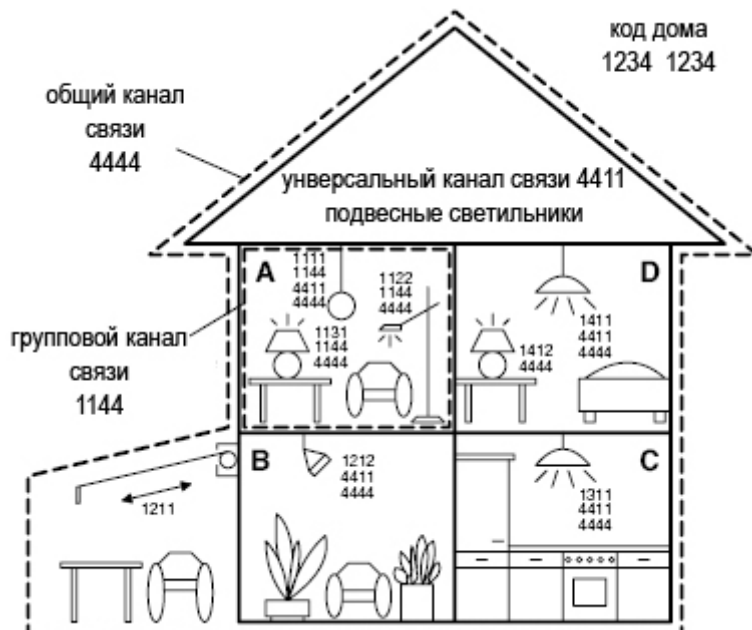 код дома
1234 1234
общий канал
связи
4444
унверсальный канал связи 4411
подвесные светильники
A
1111
1144
4411
4444
1122
1144
4444
1131
1144
4444
D
1411
4411
4444
1412
4444
групповой канал
связи
1144
1211
B
1212
4411
4444
C
1311
4411
4444